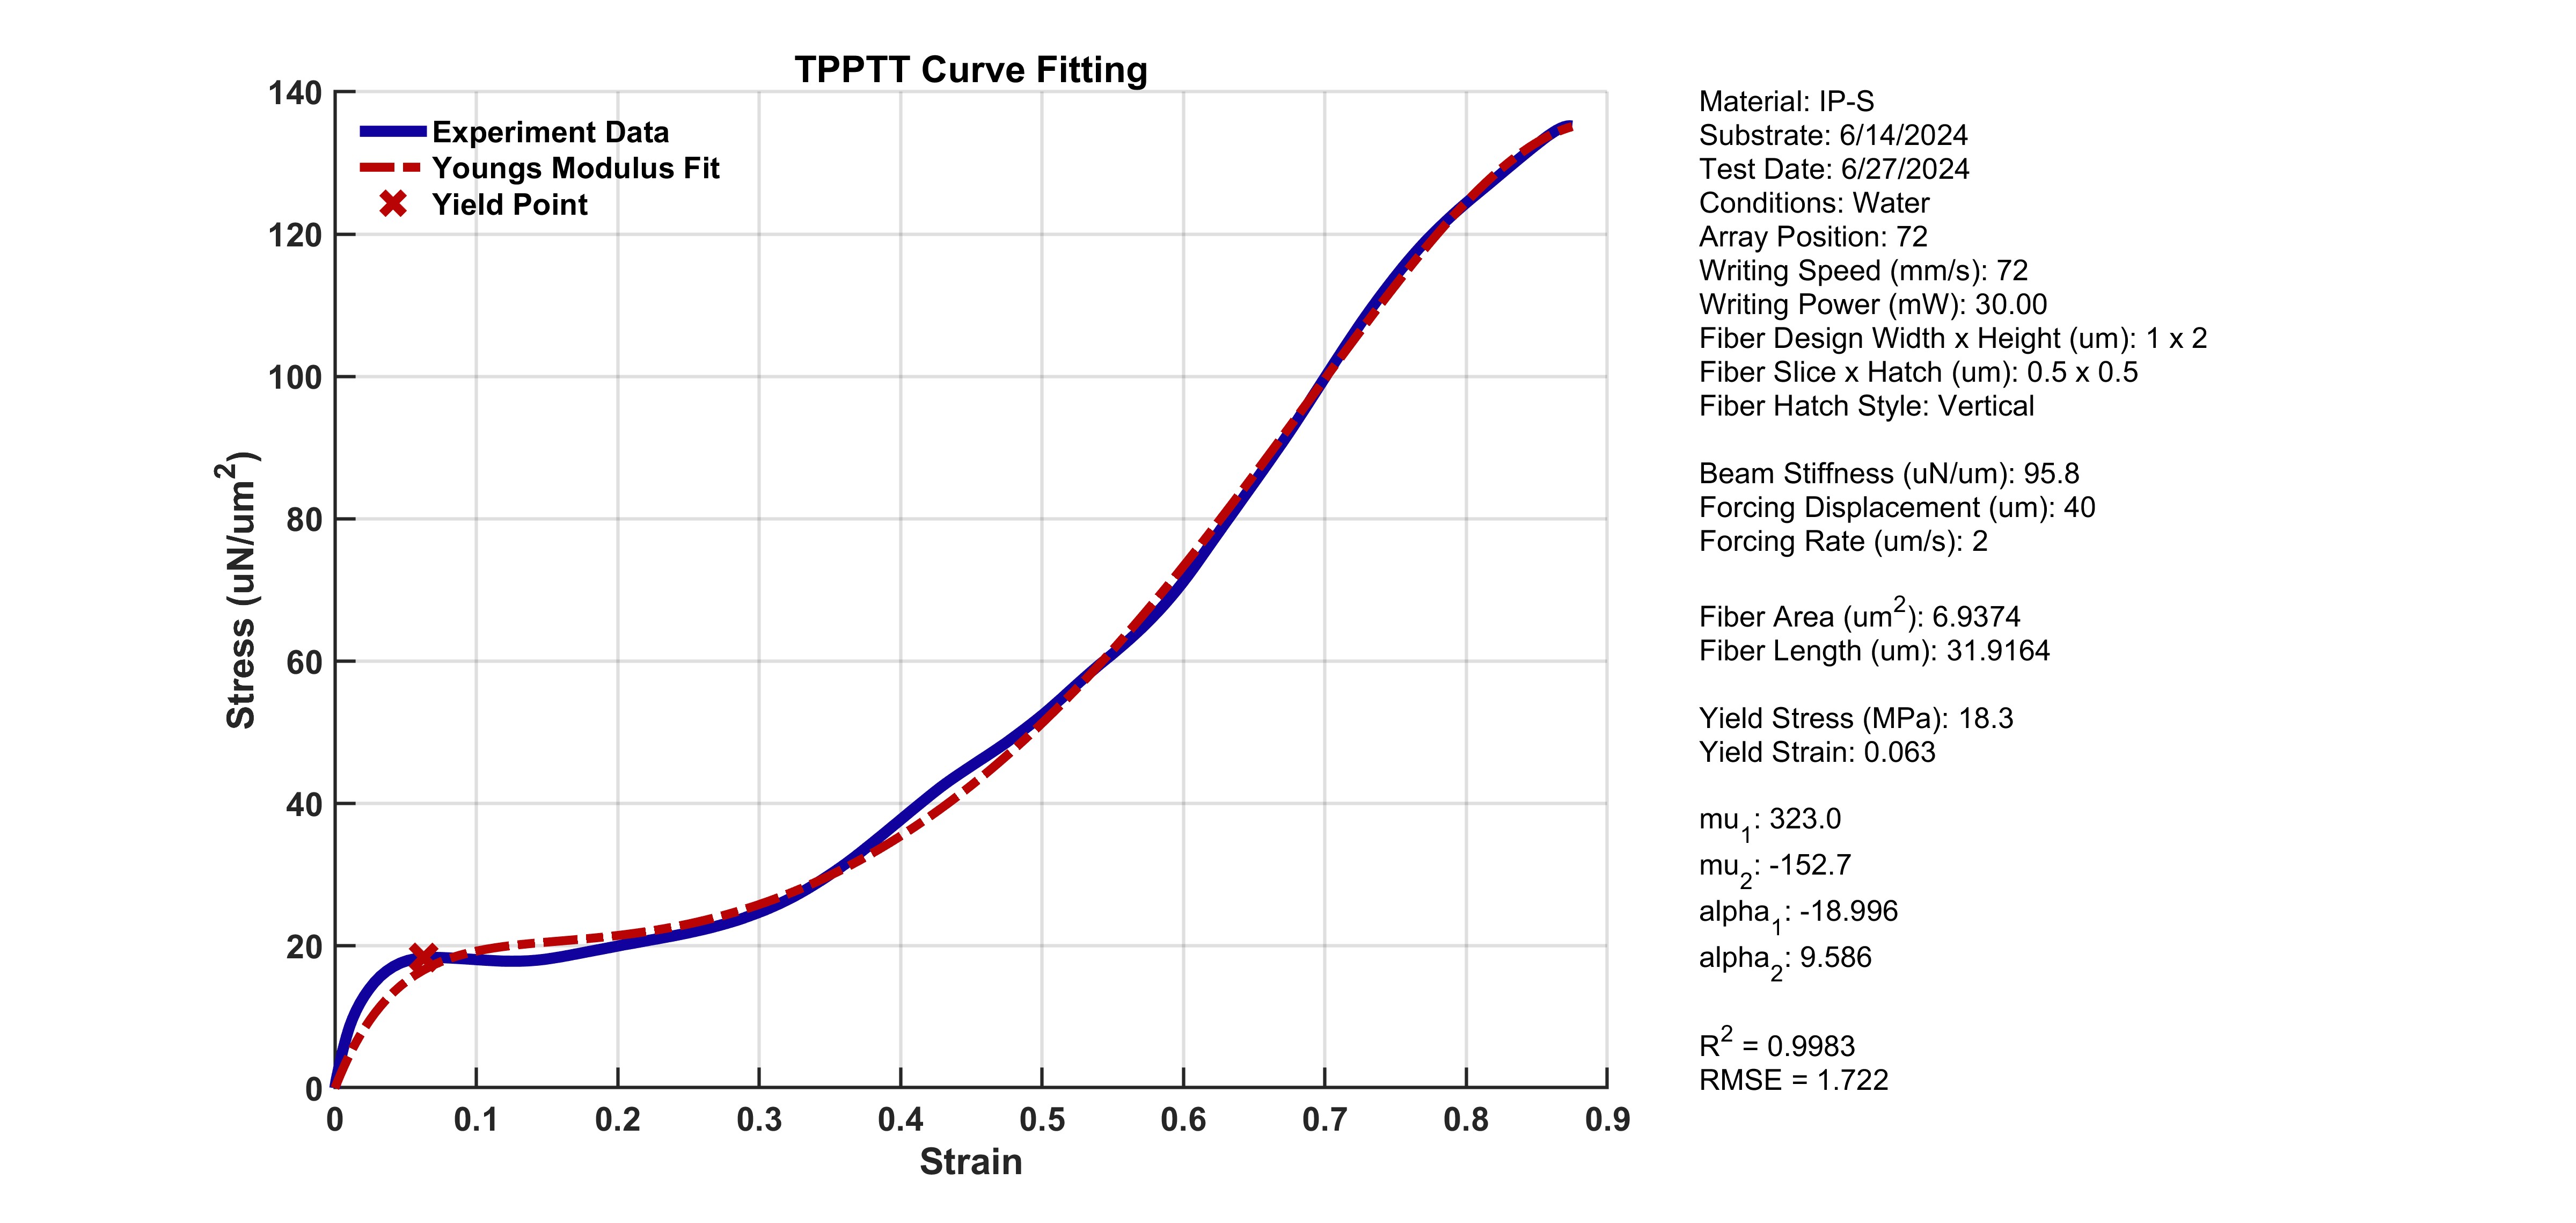 TPPTT Curve Fitting
140
120
100
80
60
40
20
0
Stress (uN/um²)
Experiment Data
Youngs Modulus Fit
Yield Point
0 0.1 0.2 0.3 0.4 0.5 0.6 0.7 0.8 0.9
Strain
Material: IP-S
Substrate: 6/14/2024
Test Date: 6/27/2024
Conditions: Water
Array Position: 72
Writing Speed (mm/s): 72
Writing Power (mW): 30.00
Fiber Design Width x Height (um): 1 x 2
Fiber Slice x Hatch (um): 0.5 x 0.5
Fiber Hatch Style: Vertical
Beam Stiffness (uN/um): 95.8
Forcing Displacement (um): 40
Forcing Rate (um/s): 2
Fiber Area (um²): 6.9374
Fiber Length (um): 31.9164
Yield Stress (MPa): 18.3
Yield Strain: 0.063
mu₁: 323.0
mu₂: -152.7
alpha₁: -18.996
alpha₂: 9.586
R² = 0.9983
RMSE = 1.722